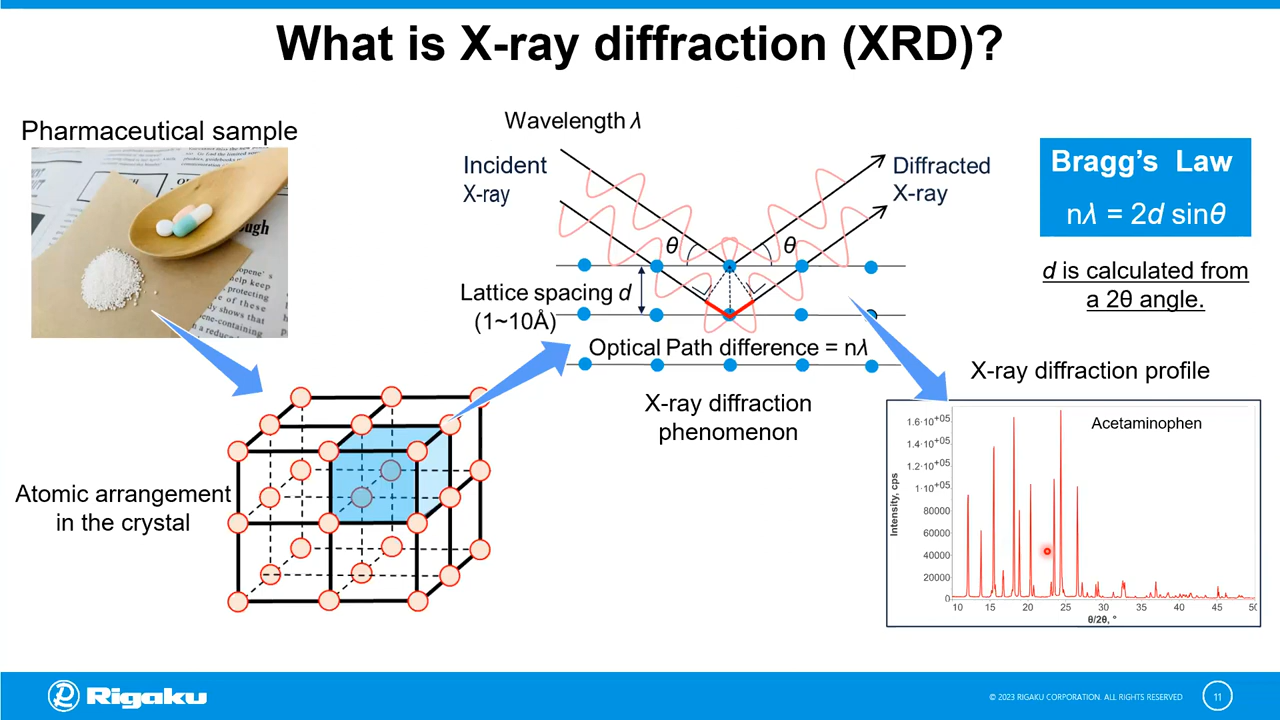 What is X-ray diffraction (XRD)?
Pharmaceutical sample
Atomic arrangement
in the crystal
Wavelength λ
Incident
X-ray
Diffracted
X-ray
θ
θ
Lattice spacing d
(1~10Å)
Optical Path difference = nλ
X-ray diffraction
phenomenon
Bragg's Law
nλ = 2d sinθ
d is calculated from
a 2θ angle.
X-ray diffraction profile
Acetaminophen
Intensity, cps
1.6·10⁺⁰⁵
1.4·10⁺⁰⁵
1.2·10⁺⁰⁵
1·10⁺⁰⁵
80000
60000
40000
20000
0
10 15 20 25 30 35 40 45 50
θ/2θ, °
Rigaku
© 2023 RIGAKU CORPORATION. ALL RIGHTS RESERVED
11